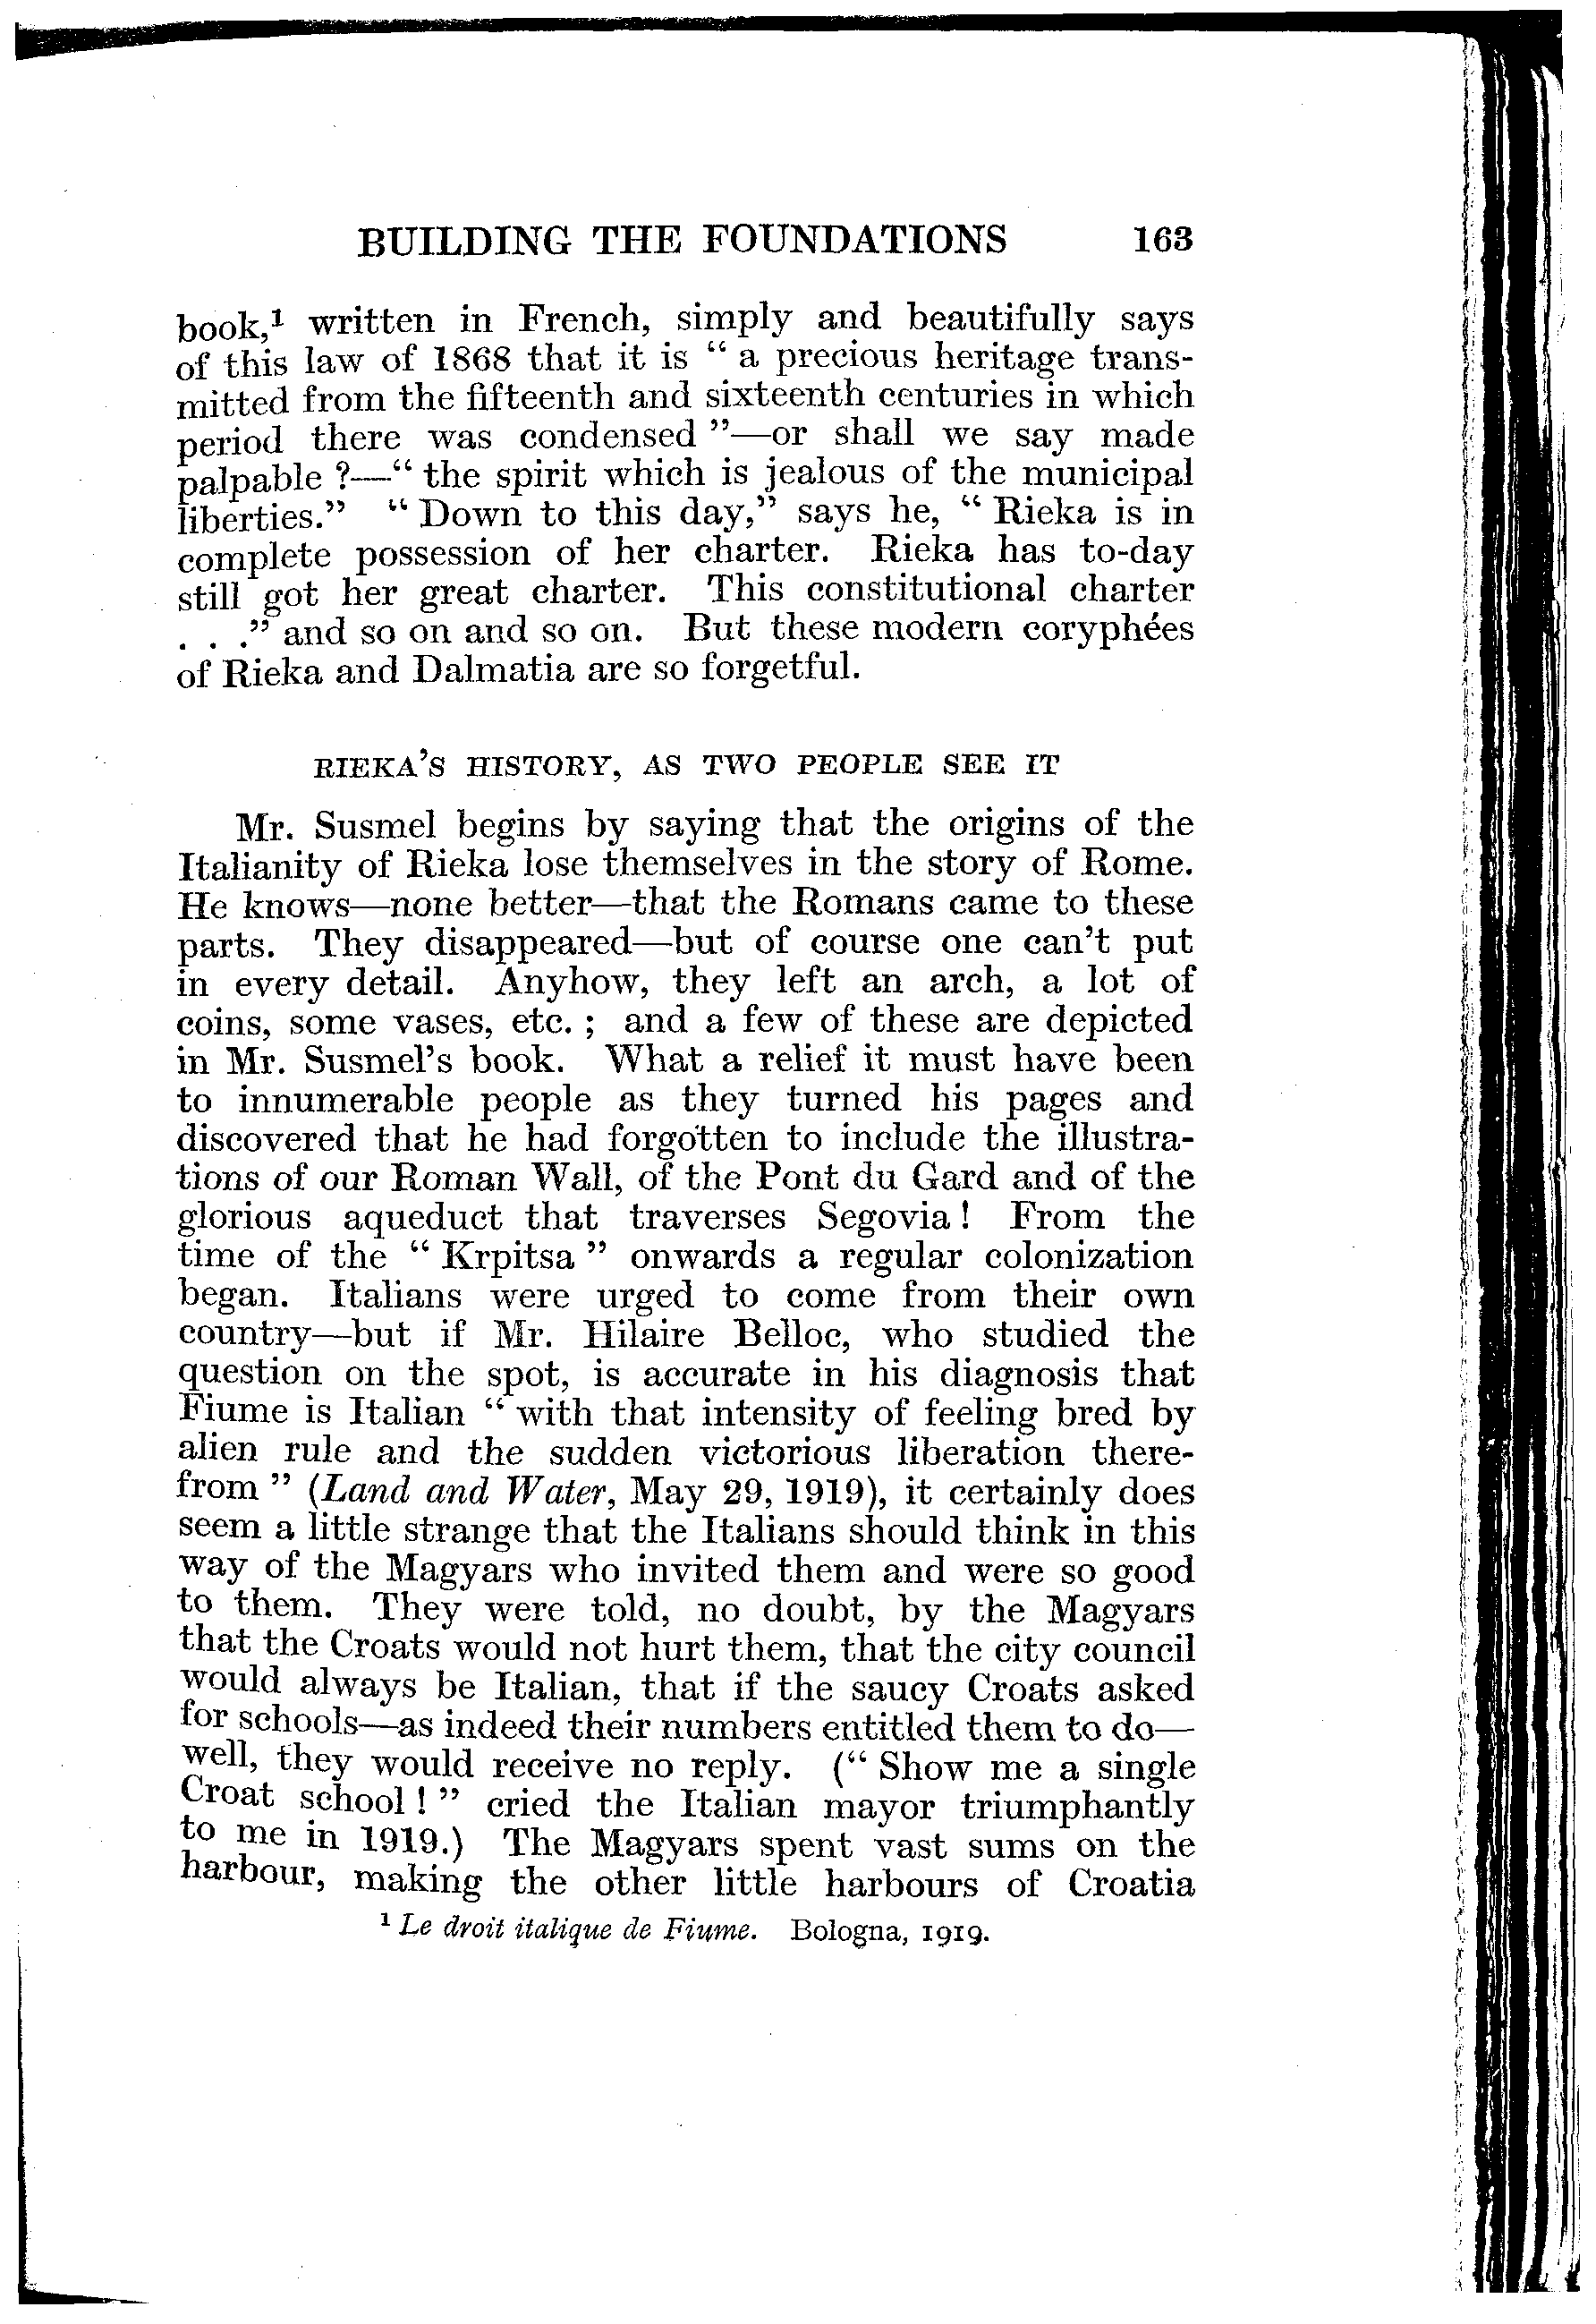 BUILDING THE FOUNDATIONS 163
book,¹ written in French, simply and beautifully says
of this law of 1868 that it is “ a precious heritage trans-
mitted from the fifteenth and sixteenth centuries in which
period there was condensed ”—or shall we say made
palpable ?—“ the spirit which is jealous of the municipal
liberties.” “ Down to this day,” says he, “ Rieka is in
complete possession of her charter. Rieka has to-day
still got her great charter. This constitutional charter
. . .” and so on and so on. But these modern coryphées
of Rieka and Dalmatia are so forgetful.
RIEKA’S HISTORY, AS TWO PEOPLE SEE IT
Mr. Susmel begins by saying that the origins of the
Italianity of Rieka lose themselves in the story of Rome.
He knows—none better—that the Romans came to these
parts. They disappeared—but of course one can’t put
in every detail. Anyhow, they left an arch, a lot of
coins, some vases, etc. ; and a few of these are depicted
in Mr. Susmel’s book. What a relief it must have been
to innumerable people as they turned his pages and
discovered that he had forgotten to include the illustra-
tions of our Roman Wall, of the Pont du Gard and of the
glorious aqueduct that traverses Segovia ! From the
time of the “ Krpitsa ” onwards a regular colonization
began. Italians were urged to come from their own
country—but if Mr. Hilaire Belloc, who studied the
question on the spot, is accurate in his diagnosis that
Fiume is Italian “ with that intensity of feeling bred by
alien rule and the sudden victorious liberation there-
from ” (Land and Water, May 29, 1919), it certainly does
seem a little strange that the Italians should think in this
way of the Magyars who invited them and were so good
to them. They were told, no doubt, by the Magyars
that the Croats would not hurt them, that the city council
would always be Italian, that if the saucy Croats asked
for schools—as indeed their numbers entitled them to do—
well, they would receive no reply. (“ Show me a single
Croat school ! ” cried the Italian mayor triumphantly
to me in 1919.) The Magyars spent vast sums on the
harbour, making the other little harbours of Croatia
¹ Le droit italique de Fiume. Bologna, 1919.